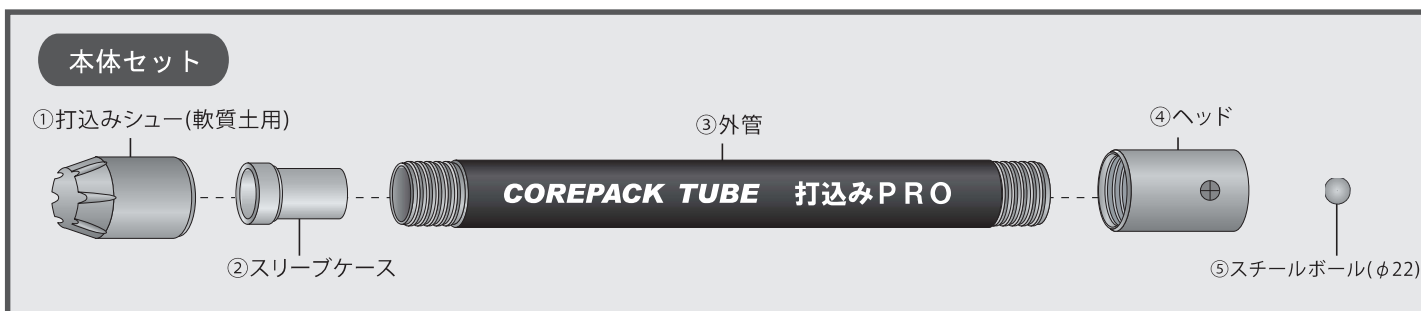 本体セット
①打込みシュー(軟質土用)
②スリーブケース
③外管
COREPACK TUBE 打込みPRO
④ヘッド
⑤スチールボール(φ22)